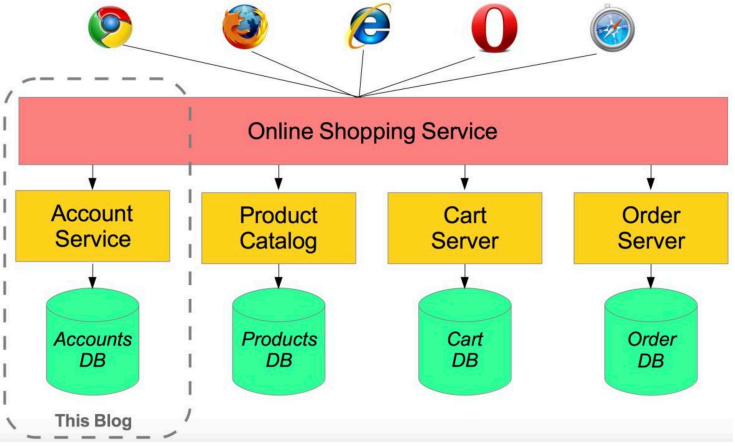 Online Shopping Service
Account
Service
Product
Catalog
Cart
Server
Order
Server
Accounts
DB
Products
DB
Cart
DB
Order
DB
This Blog